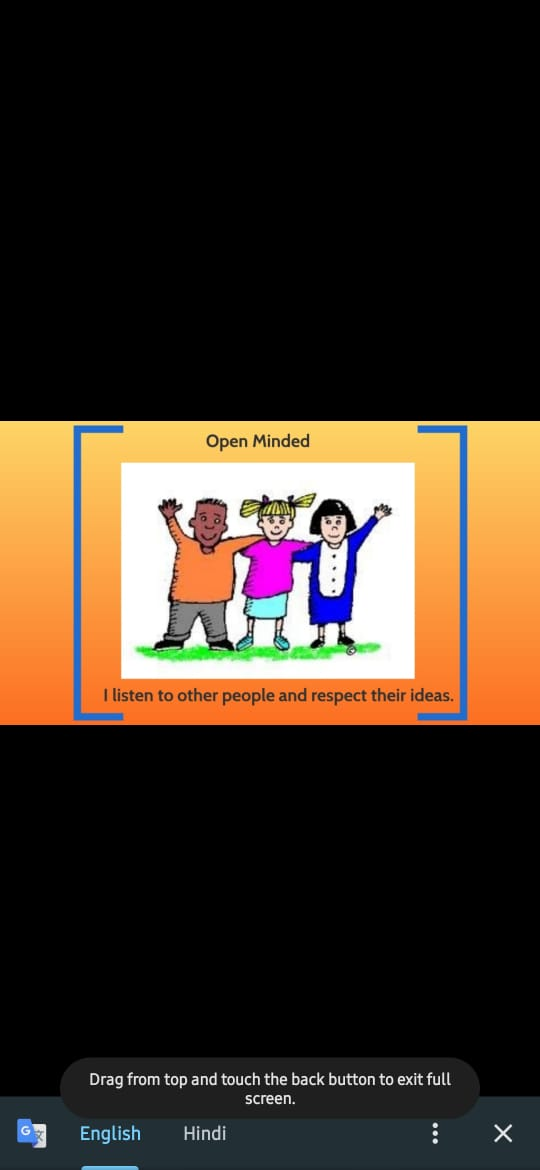 Open Minded
I listen to other people and respect their ideas.
Drag from top and touch the back button to exit full
screen.
English Hindi